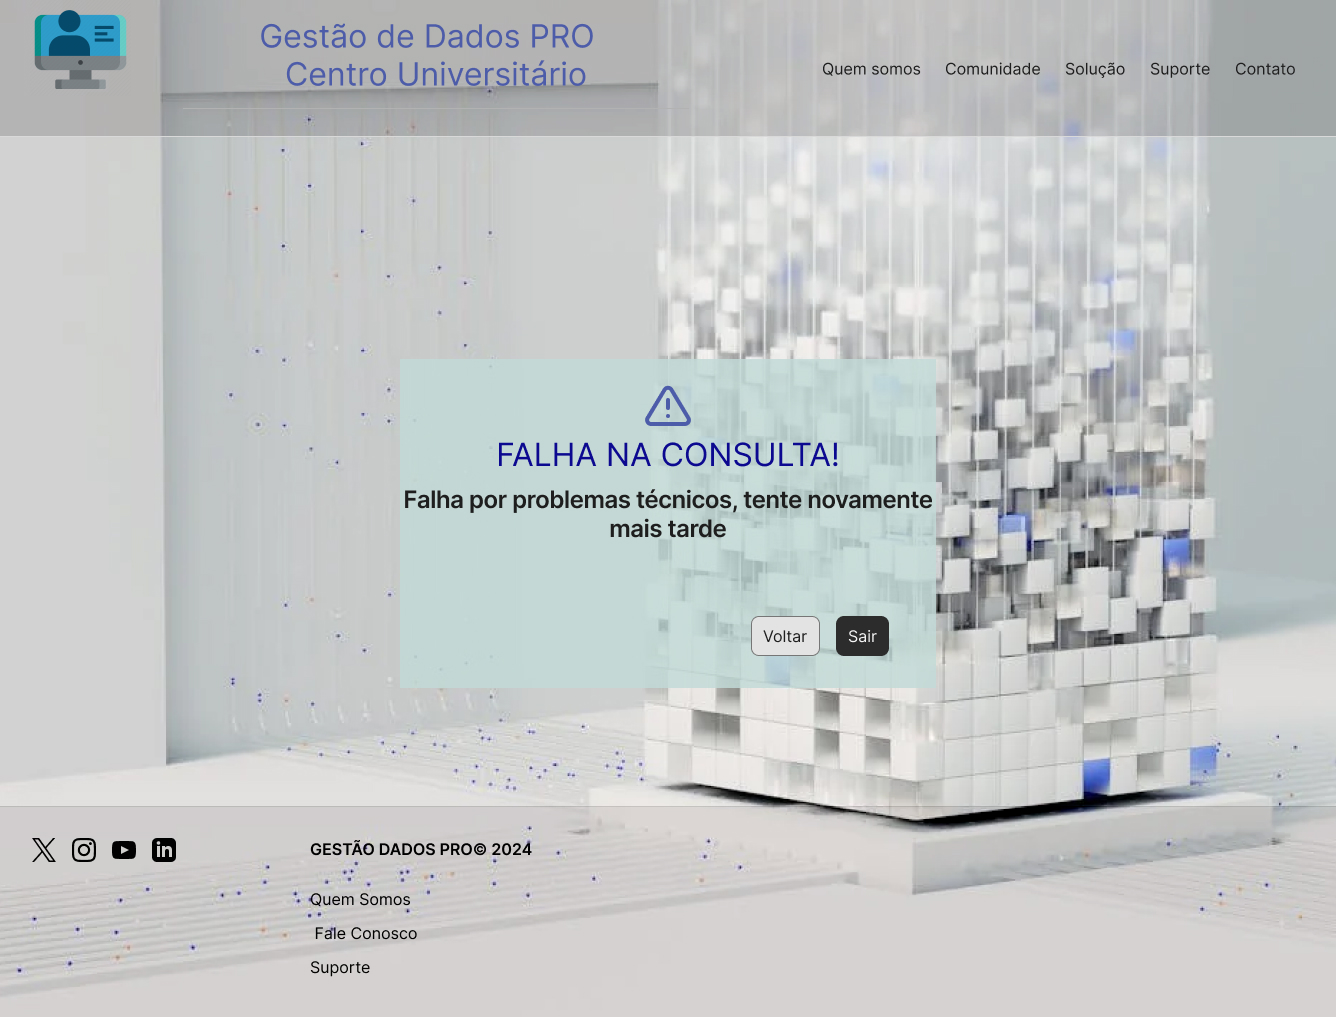 Gestão de Dados PRO
Centro Universitário
Quem somos
Comunidade
Solução
Suporte
Contato
FALHA NA CONSULTA!
Falha por problemas técnicos, tente novamente
mais tarde
Voltar
Sair
GESTÃO DADOS PRO© 2024
Quem Somos
Fale Conosco
Suporte